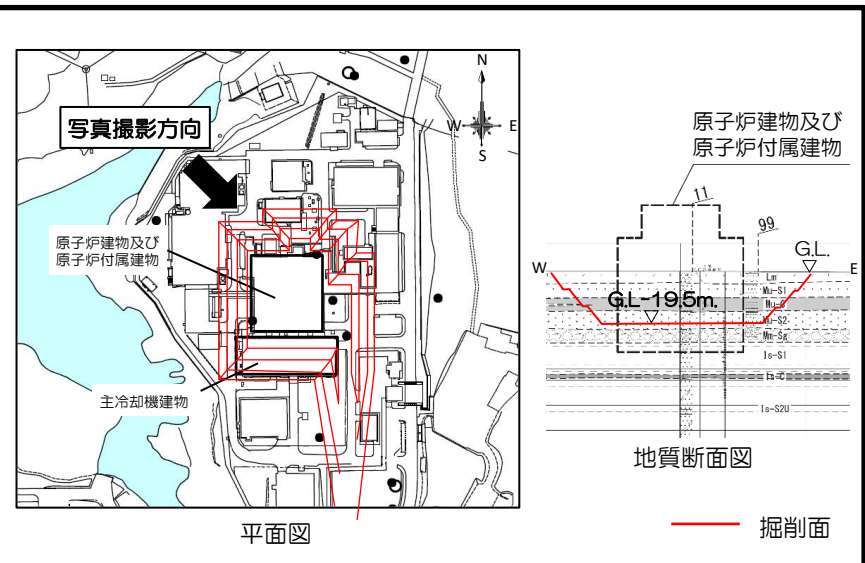 写真撮影方向
N
W
E
S
原子炉建物及び
原子炉付属建物
主冷却機建物
平面図
原子炉建物及び
原子炉付属建物
11
99
G.L.
W
E
Lm
Mu-S1
G.L-19.5m.
Mu-S2
Mm-Sg
Is-S1
Is-C
Is-S2U
地質断面図
掘削面